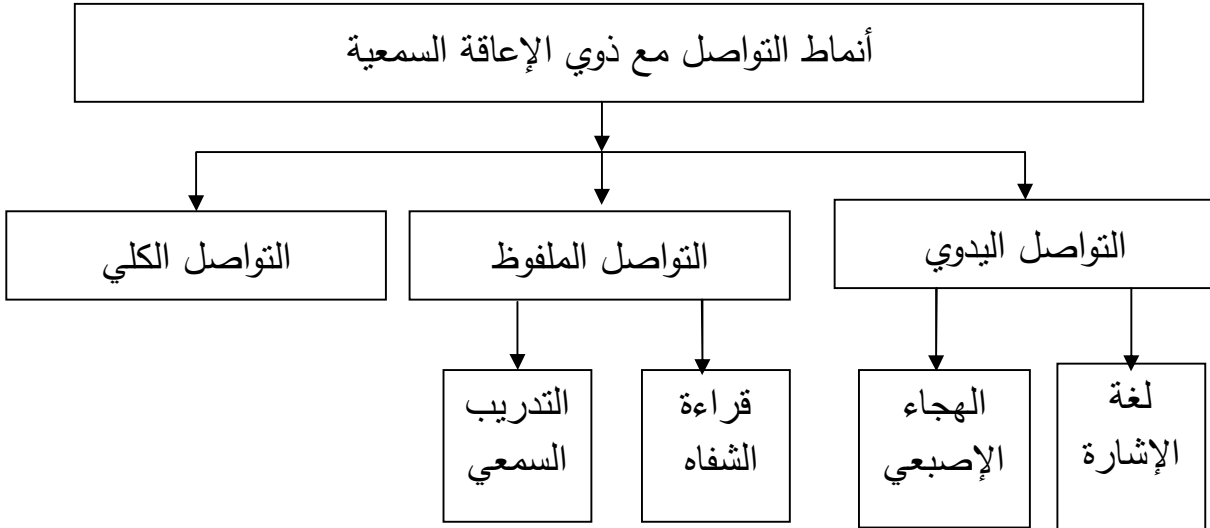 أنماط التواصل مع ذوي الإعاقة السمعية
التواصل اليدوي
التواصل الملفوظ
التواصل الكلي
لغة
الإشارة
الهجاء
الإصبعي
قراءة
الشفاه
التدريب
السمعي